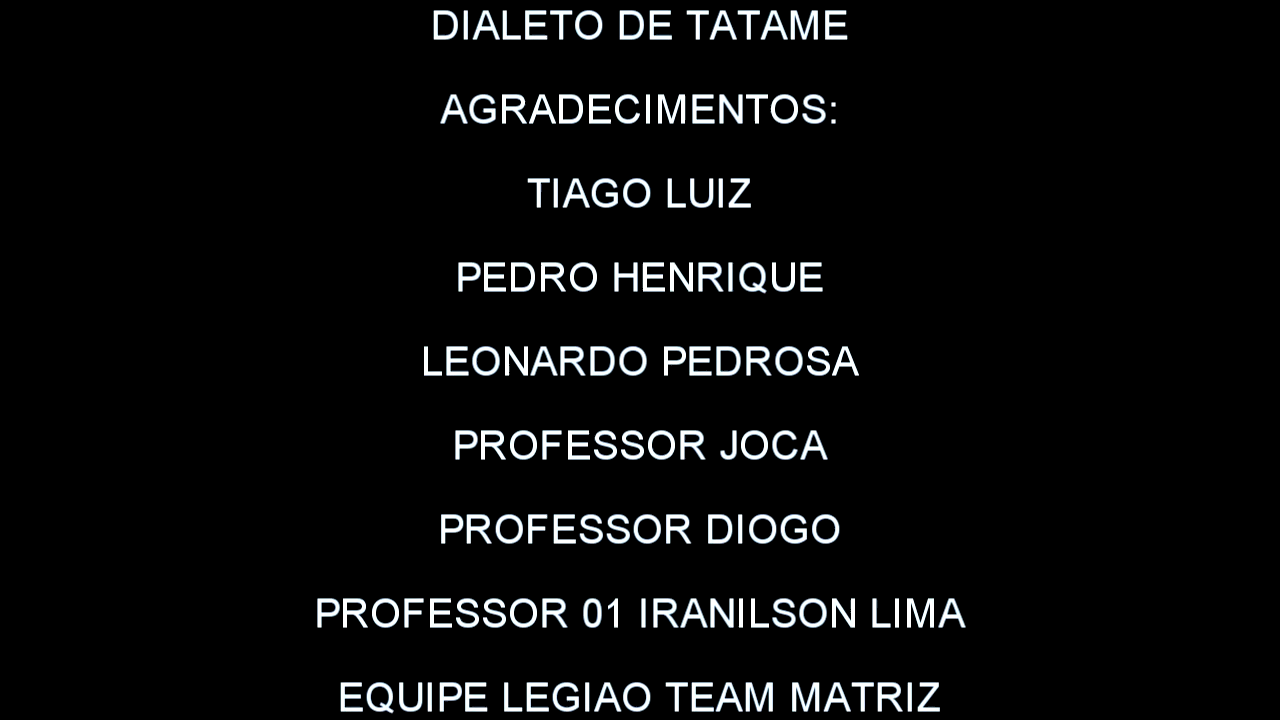 DIALETO DE TATAME
AGRADECIMENTOS:
TIAGO LUIZ
PEDRO HENRIQUE
LEONARDO PEDROSA
PROFESSOR JOCA
PROFESSOR DIOGO
PROFESSOR 01 IRANILSON LIMA
EQUIPE LEGIAO TEAM MATRIZ